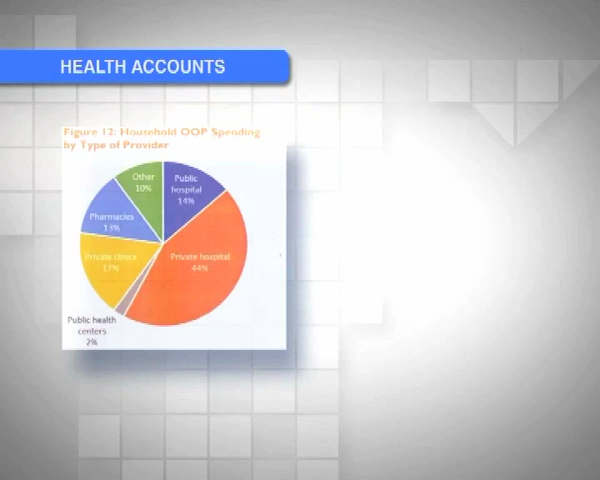 HEALTH ACCOUNTS
Figure 12: Household OOP Spending
by Type of Provider
Other
10%
Public
hospital
14%
Pharmacies
13%
Private clinics
17%
Private hospital
44%
Public health
centers
2%